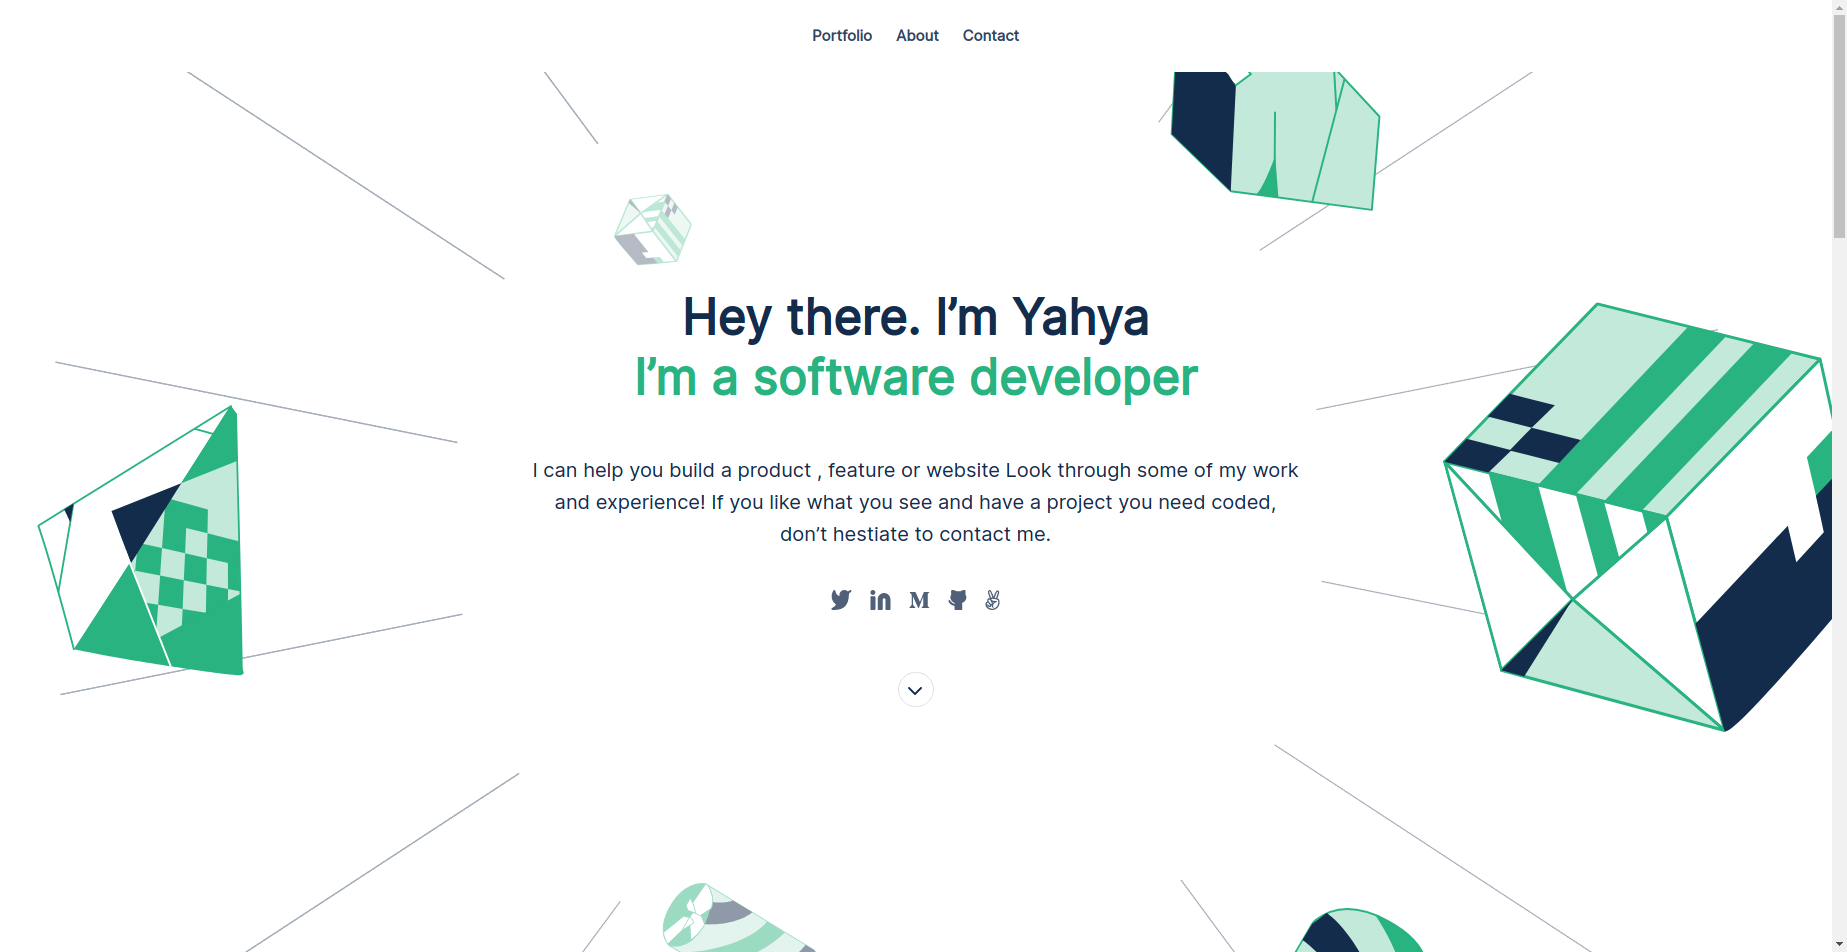 Portfolio About Contact
Hey there. I’m Yahya
I’m a software developer
I can help you build a product , feature or website Look through some of my work
and experience! If you like what you see and have a project you need coded,
don’t hestiate to contact me.